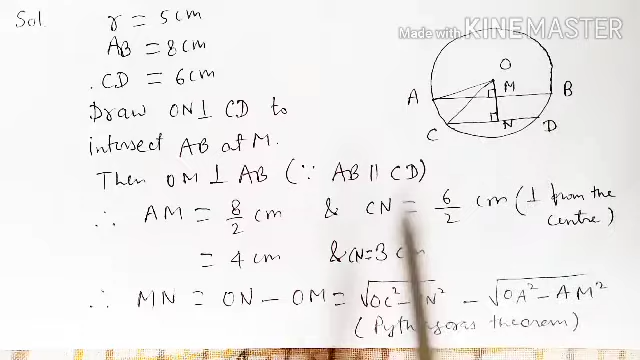 Made with KINEMASTER
Sol. r = 5cm
AB = 8cm
CD = 6cm
Draw ON ⊥ CD to
intersect AB at M.
Then OM ⊥ AB (∵ AB ∥ CD)
∴ AM = 8/2 cm & CN = 6/2 cm (⊥ from the
centre)
= 4 cm & CN=3 cm
∴ MN = ON - OM = √OC² - N² - √OA² - AM²
(Pythagoras theorem)
O
A M B
C N D